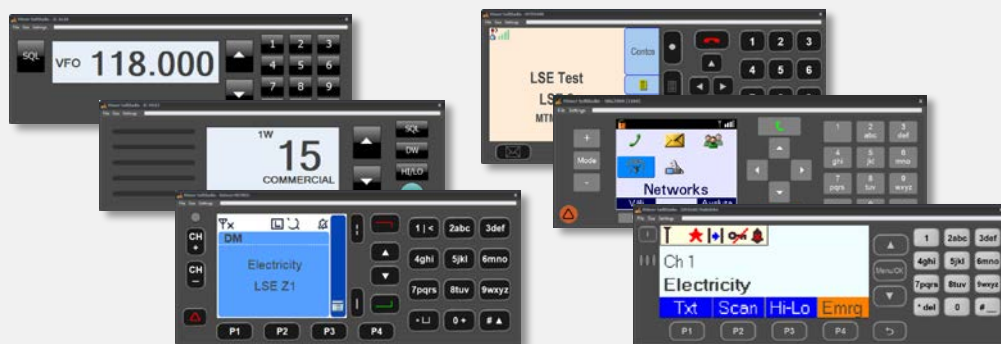 SQL
VFO 118.000
1 2 3
4 5 6
7 8 9
1W
15
COMMERCIAL
SQL
DW
HI/LO
Tx
DM
Electricity
LSE Z1
CH
+
CH
–
1 | < 2abc 3def
4ghi 5jkl 6mno
7pqrs 8tuv 9wxyz
0 + # ▲
P1 P2 P3 P4
Contcs
LSE Test
1 2 3
4 5 6
+
Mode
-
Networks
1 2 abc 3 def
4 ghi 5 jkl 6 mno
7 pqrs 8 tuv 9 wxyz
Ch 1
Electricity
Txt Scan Hi-Lo Emrg
Menu/OK
1 2abc 3def
4ghi 5jkl 6mno
7pqrs 8tuv 9wxyz
* del 0 #
P1 P2 P3 P4